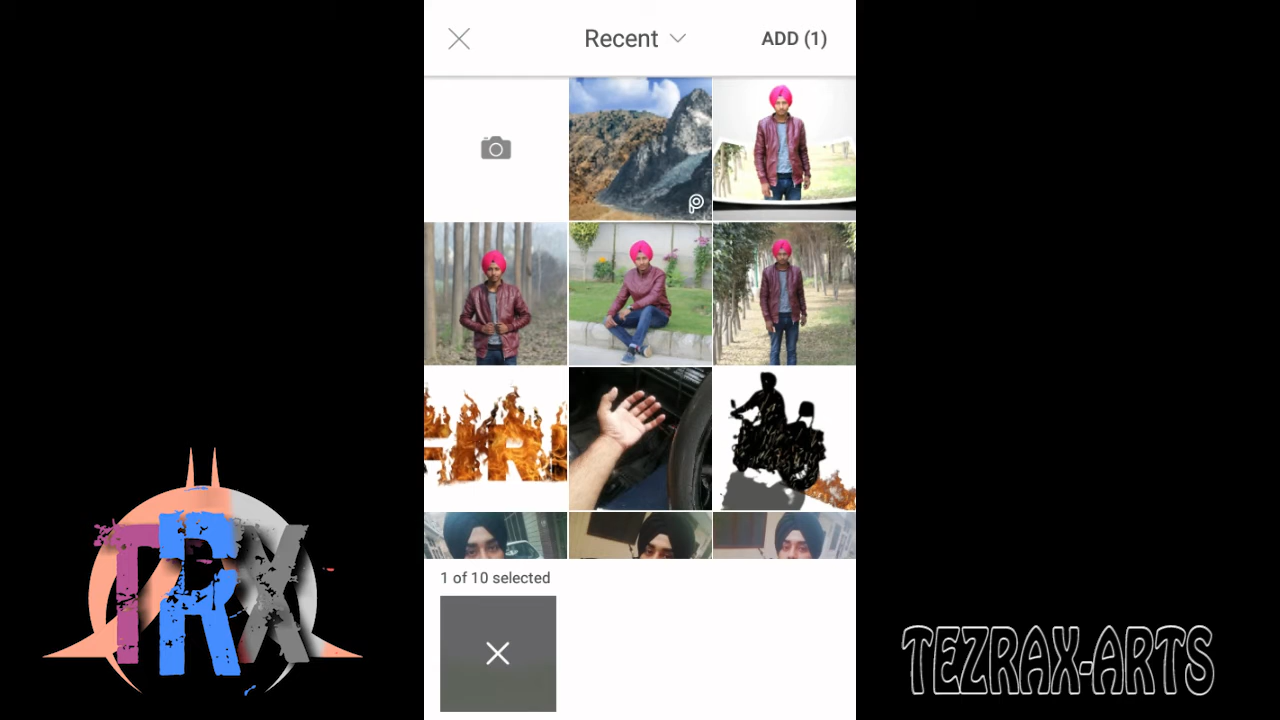 Recent
ADD (1)
1 of 10 selected
TRX
TEZRAX-ARTS